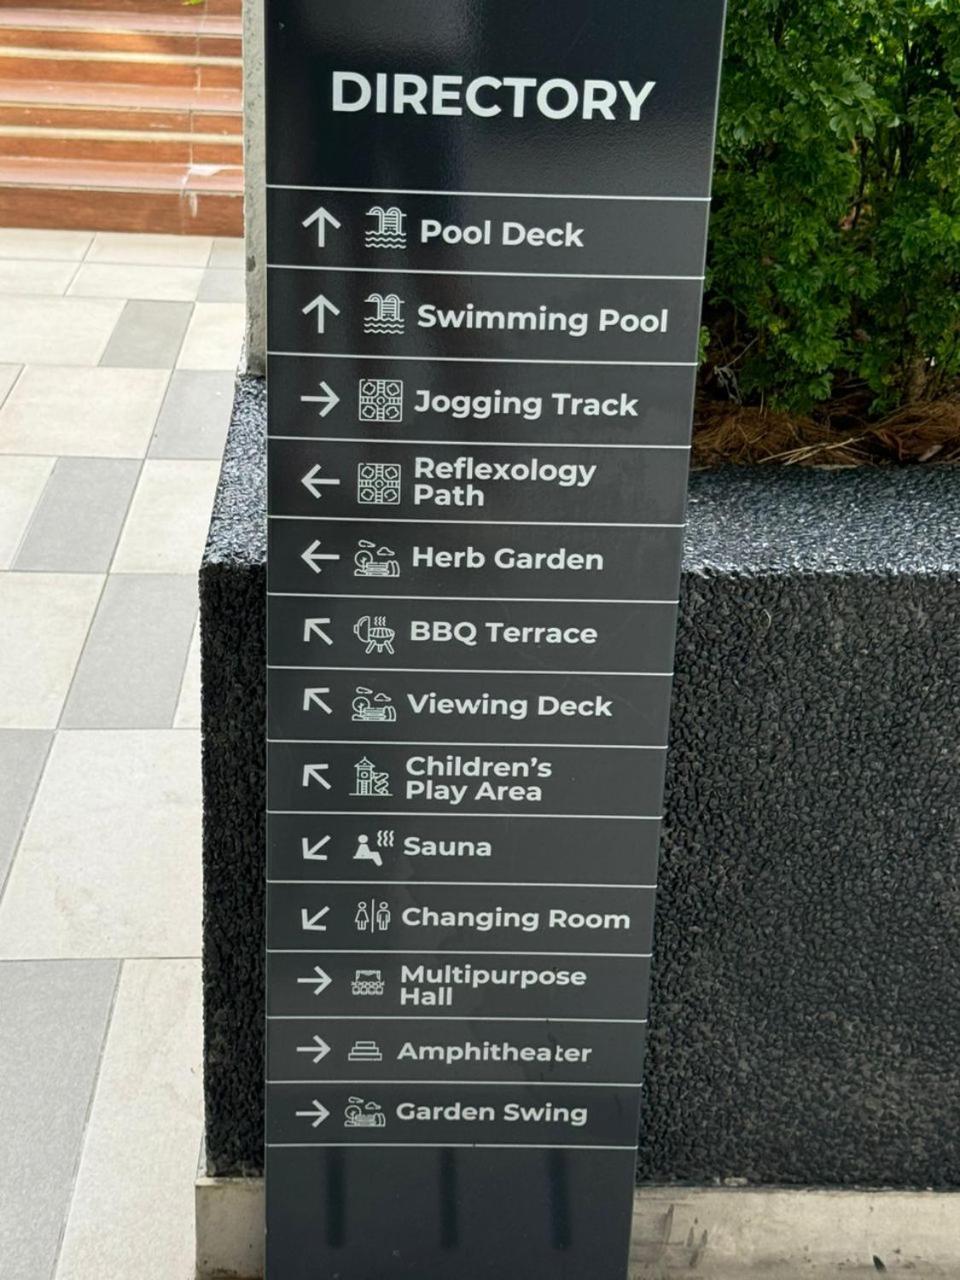 DIRECTORY
Pool Deck
Swimming Pool
Jogging Track
Reflexology
Path
Herb Garden
BBQ Terrace
Viewing Deck
Children's
Play Area
Sauna
Changing Room
Multipurpose
Hall
Amphitheater
Garden Swing